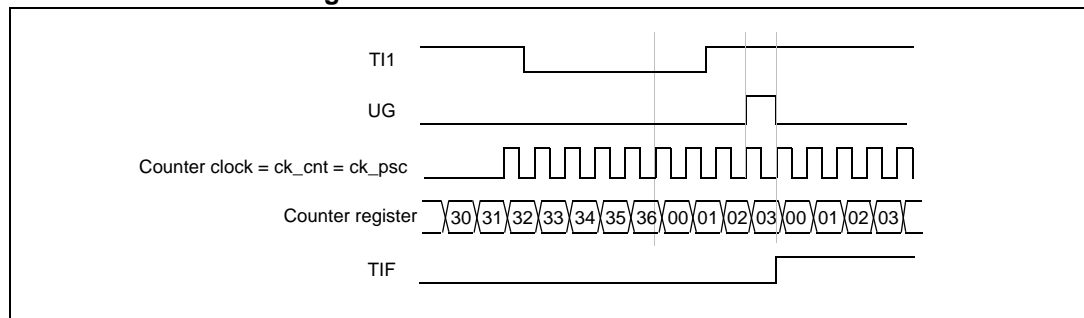 TI1
UG
Counter clock = ck_cnt = ck_psc
Counter register 30 31 32 33 34 35 36 00 01 02 03 00 01 02 03
TIF